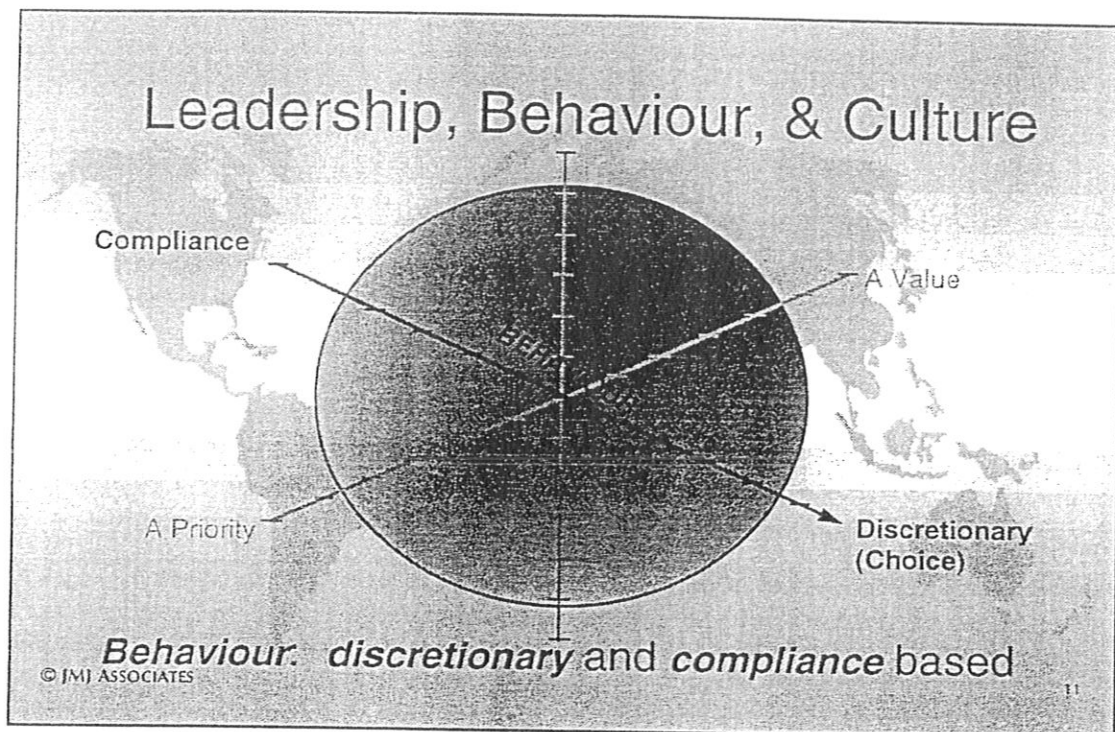 Leadership, Behaviour, & Culture
Compliance
A Value
A Priority
Discretionary
(Choice)
Behaviour: discretionary and compliance based
© JMJ ASSOCIATES
11